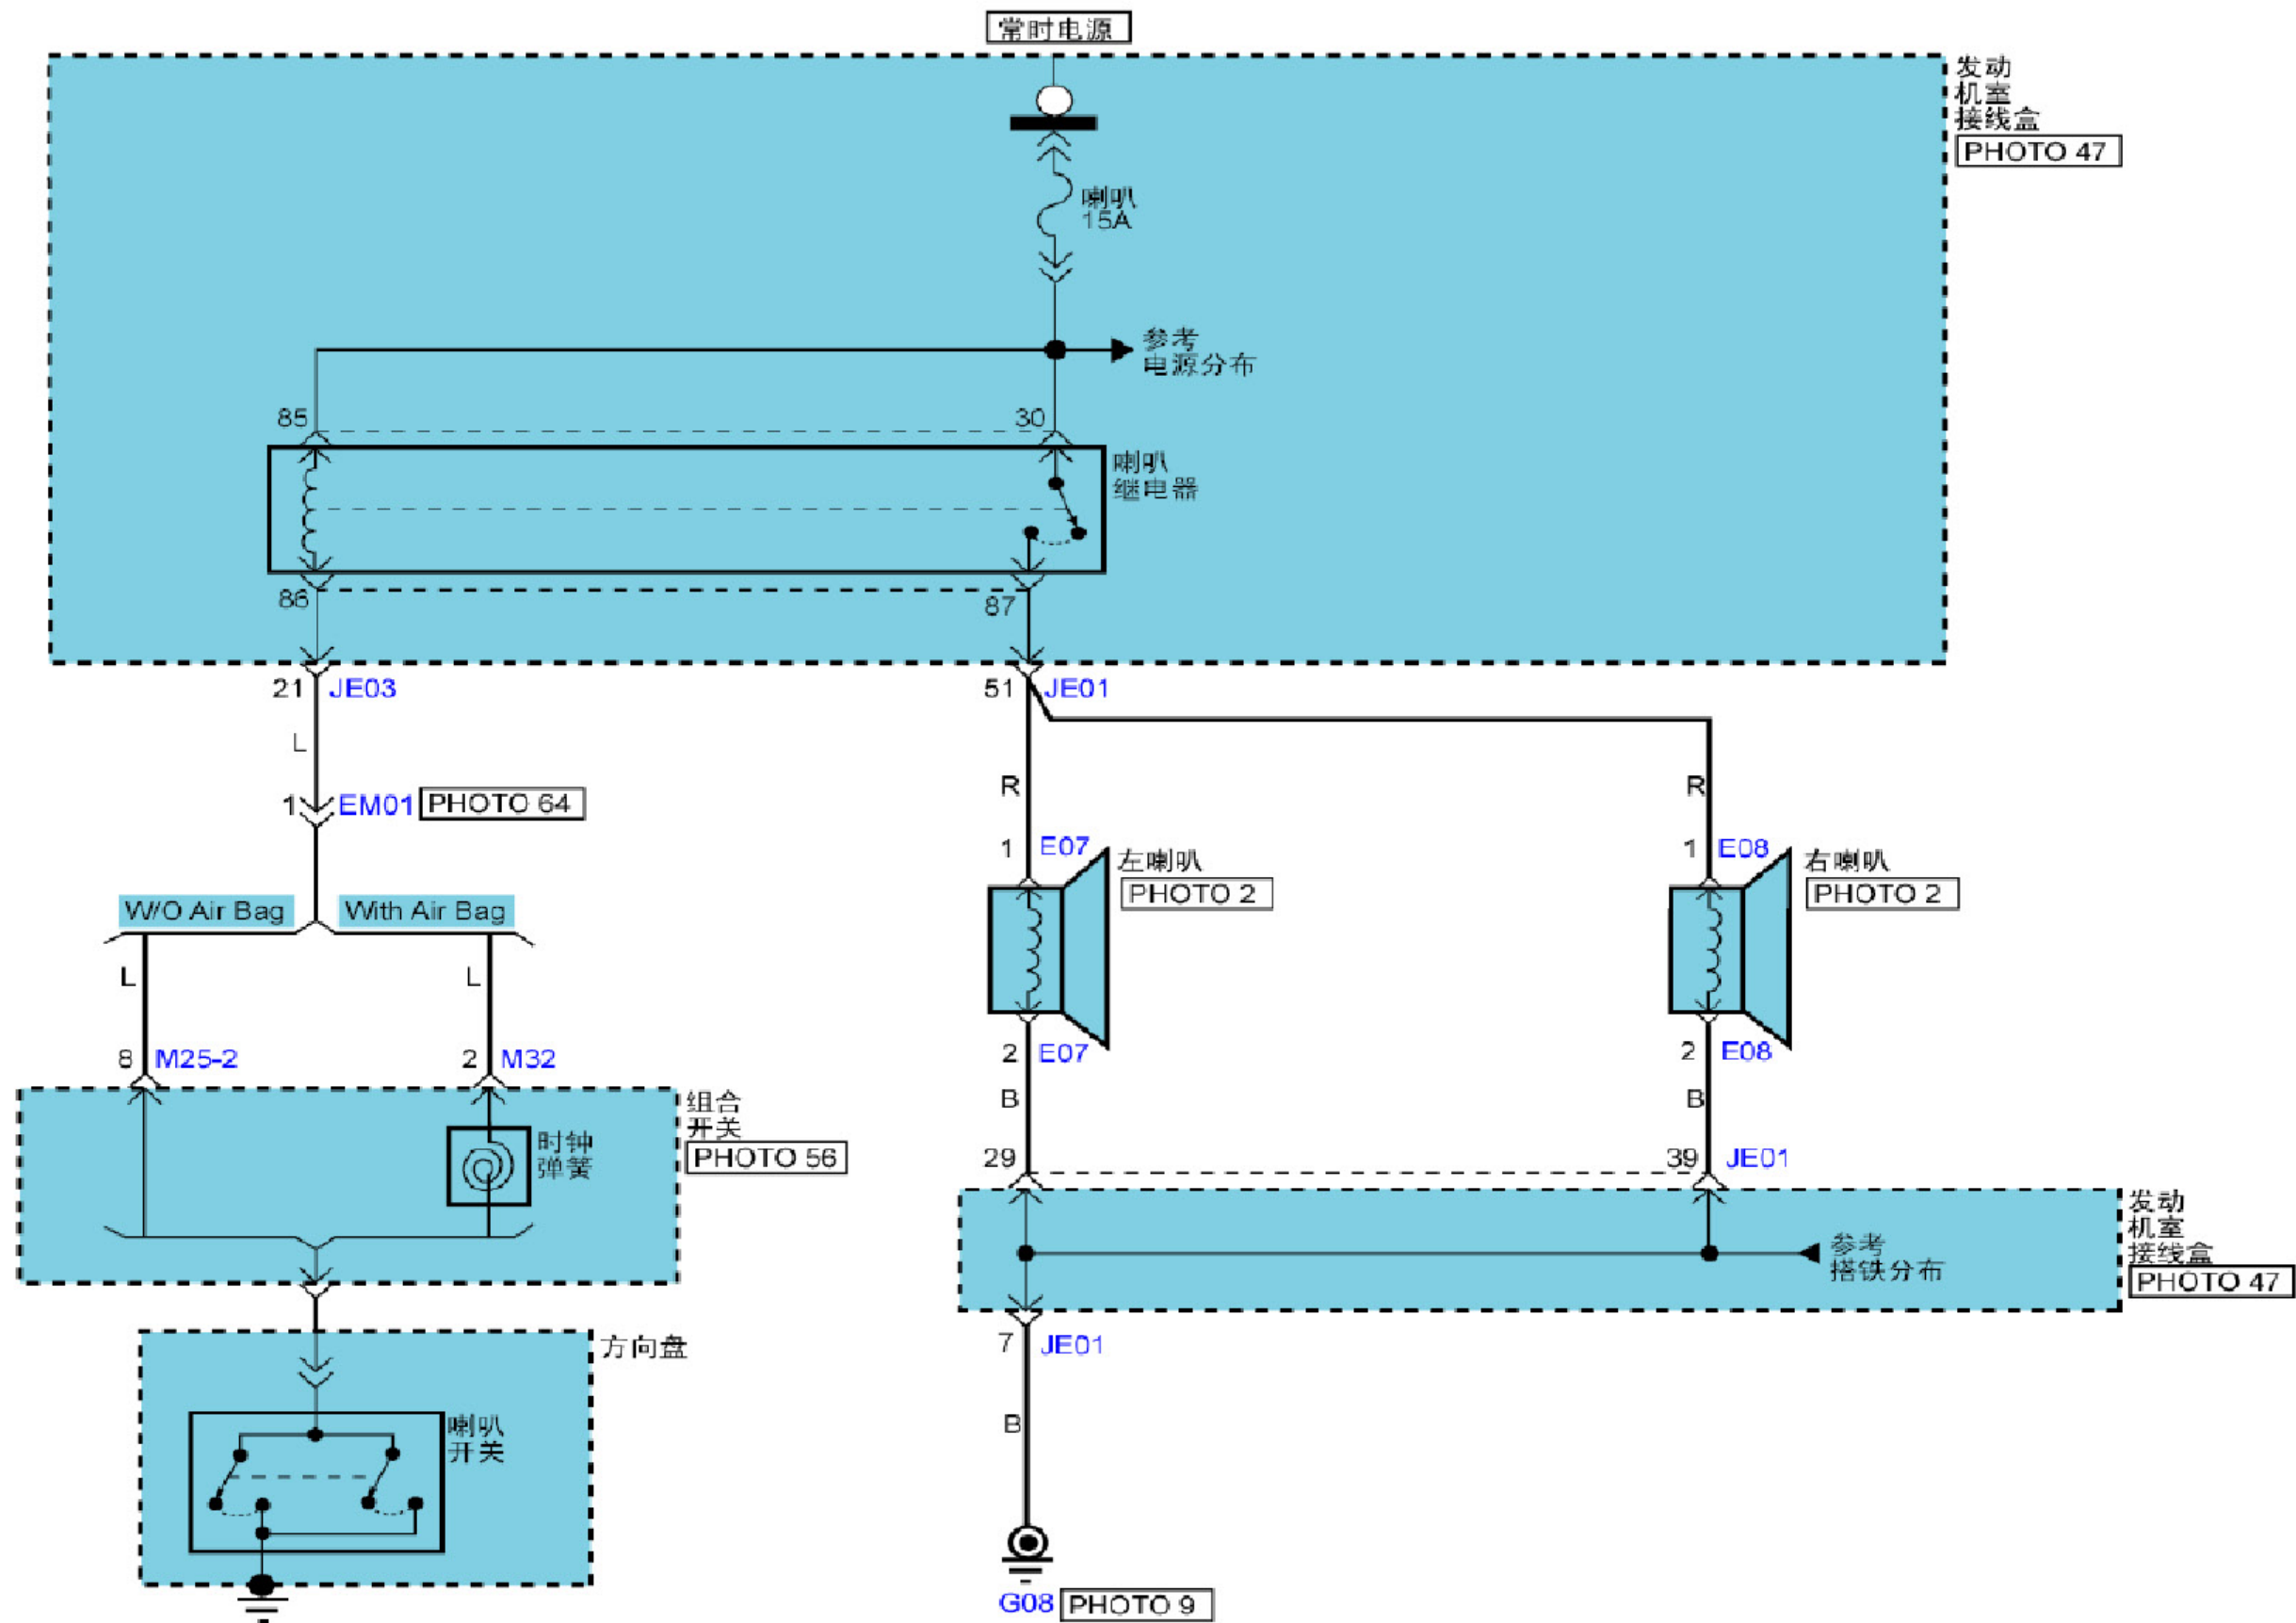 常时电源
发动
机室
接线盒
PHOTO 47
喇叭
15A
参考
电源分布
85
30
喇叭
继电器
86
87
21 JE03
51 JE01
L
1 EM01 PHOTO 64
R
R
1 E07
左喇叭
PHOTO 2
1 E08
右喇叭
PHOTO 2
W/O Air Bag
With Air Bag
L
L
8 M25-2
2 M32
2 E07
2 E08
B
B
组合
开关
PHOTO 56
时钟
弹簧
29
39 JE01
发动
机室
接线盒
PHOTO 47
参考
搭铁分布
方向盘
7 JE01
喇叭
开关
B
G08 PHOTO 9